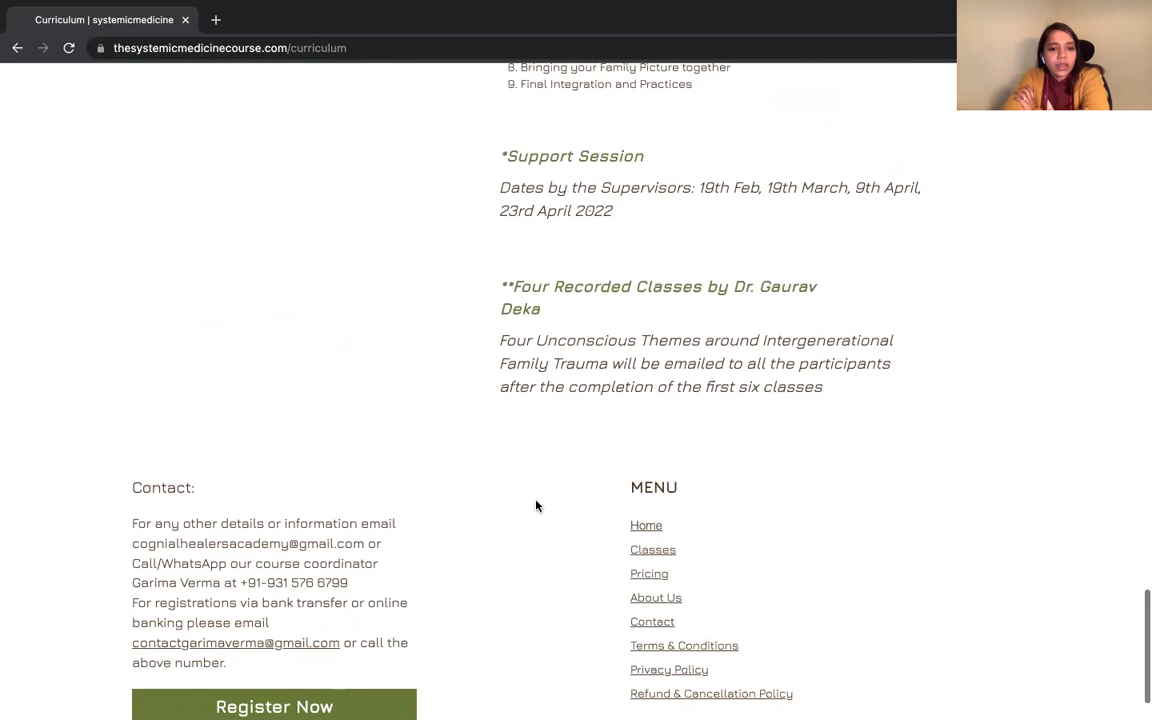 Curriculum | systemicmedicine
thesystemicmedicinecourse.com/curriculum
8. Bringing your Family Picture together
9. Final Integration and Practices
*Support Session
Dates by the Supervisors: 19th Feb, 19th March, 9th April,
23rd April 2022
**Four Recorded Classes by Dr. Gaurav
Deka
Four Unconscious Themes around Intergenerational
Family Trauma will be emailed to all the participants
after the completion of the first six classes
Contact:
For any other details or information email
cognialhealersacademy@gmail.com or
Call/WhatsApp our course coordinator
Garima Verma at +91-931 576 6799
For registrations via bank transfer or online
banking please email
contactgarimaverma@gmail.com or call the
above number.
Register Now
MENU
Home
Classes
Pricing
About Us
Contact
Terms & Conditions
Privacy Policy
Refund & Cancellation Policy